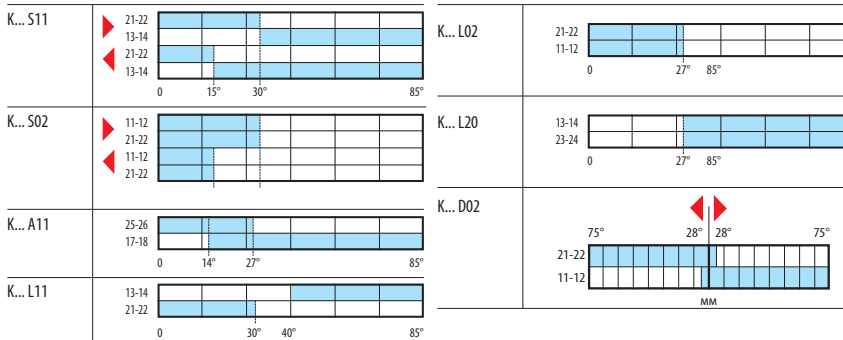 K... S11
21-22
13-14
21-22
13-14
0 15° 30° 85°
K... S02
11-12
21-22
11-12
21-22
K... A11
25-26
17-18
0 14° 27° 85°
K... L11
13-14
21-22
0 30° 40° 85°
K... L02
21-22
11-12
0 27° 85°
K... L20
13-14
23-24
0 27° 85°
K... D02
75° 28° 28° 75°
21-22
11-12
мм